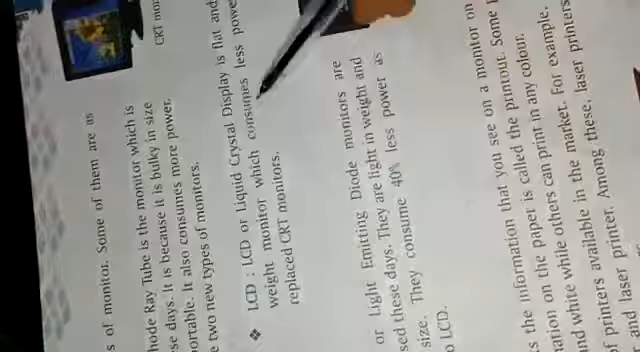 s of monitor. Some of them are as
CRT mon
hode Ray Tube is the monitor which is
se days. It is because it is bulky in size
ortable. It also consumes more power.
e two new types of monitors.
❖ LCD : LCD or Liquid Crystal Display is flat and
weight monitor which consumes less powe
replaced CRT monitors.
or Light Emitting Diode monitors are
sed these days. They are light in weight and
size. They consume 40% less power as
o LCD.
s the information that you see on a monitor on
ation on the paper is called the printout. Some
nd white while others can print in any colour.
of printers available in the market. For example,
r and laser printer. Among these, laser printers